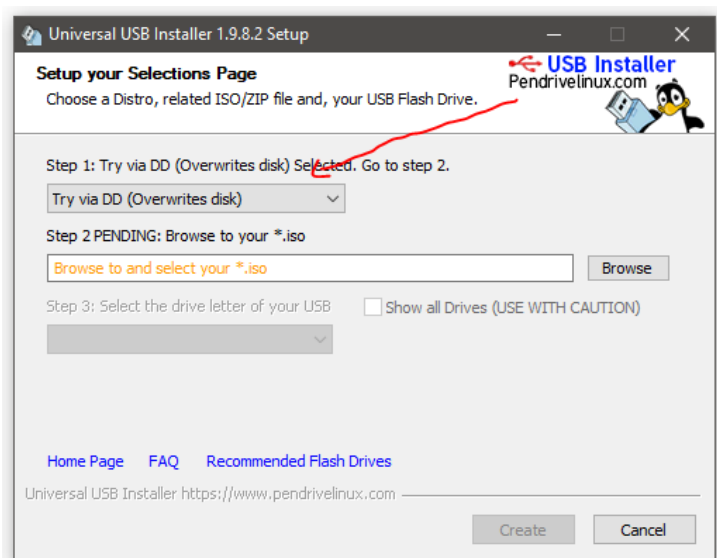 Universal USB Installer 1.9.8.2 Setup
Setup your Selections Page
Choose a Distro, related ISO/ZIP file and, your USB Flash Drive.
USB Installer
Pendrivelinux.com
Step 1: Try via DD (Overwrites disk) Selected. Go to step 2.
Try via DD (Overwrites disk)
Step 2 PENDING: Browse to your *.iso
Browse to and select your *.iso
Browse
Step 3: Select the drive letter of your USB
Show all Drives (USE WITH CAUTION)
Home Page FAQ Recommended Flash Drives
Universal USB Installer https://www.pendrivelinux.com
Create Cancel